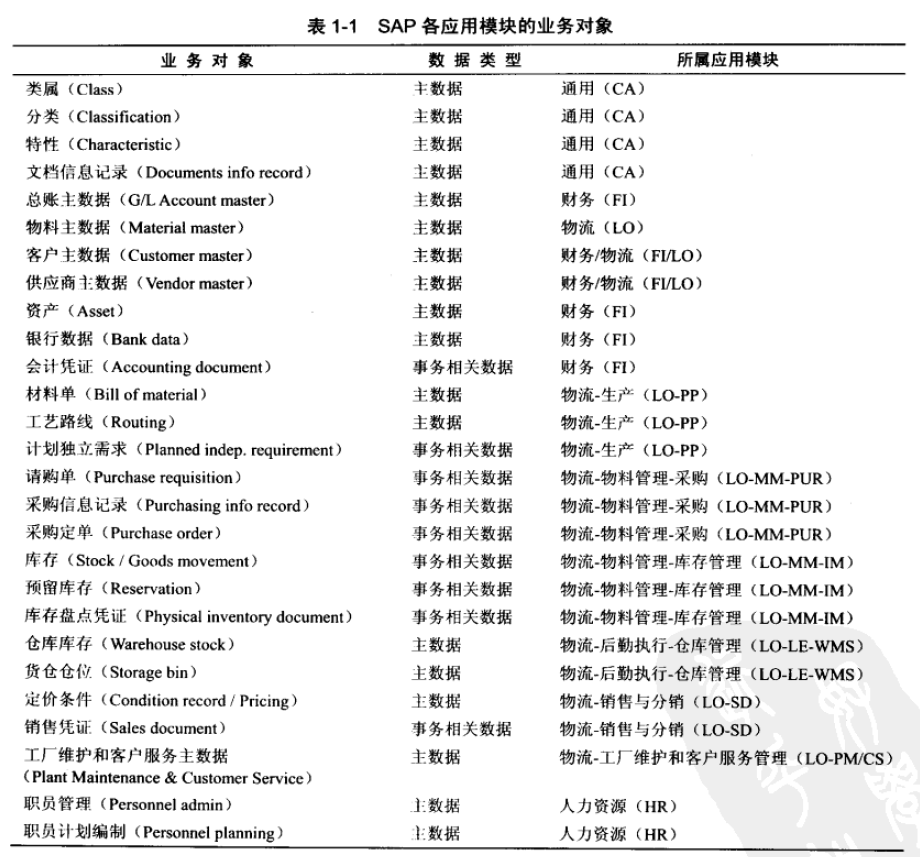 表 1-1 SAP 各应用模块的业务对象
业 务 对 象 数 据 类 型 所属应用模块
类属（Class） 主数据 通用（CA）
分类（Classification） 主数据 通用（CA）
特性（Characteristic） 主数据 通用（CA）
文档信息记录（Documents info record） 主数据 通用（CA）
总账主数据（G/L Account master） 主数据 财务（FI）
物料主数据（Material master） 主数据 物流（LO）
客户主数据（Customer master） 主数据 财务/物流（FI/LO）
供应商主数据（Vendor master） 主数据 财务/物流（FI/LO）
资产（Asset） 主数据 财务（FI）
银行数据（Bank data） 主数据 财务（FI）
会计凭证（Accounting document） 事务相关数据 财务（FI）
材料单（Bill of material） 主数据 物流-生产（LO-PP）
工艺路线（Routing） 主数据 物流-生产（LO-PP）
计划独立需求（Planned indep. requirement） 事务相关数据 物流-生产（LO-PP）
请购单（Purchase requisition） 事务相关数据 物流-物料管理-采购（LO-MM-PUR）
采购信息记录（Purchasing info record） 事务相关数据 物流-物料管理-采购（LO-MM-PUR）
采购定单（Purchase order） 事务相关数据 物流-物料管理-采购（LO-MM-PUR）
库存（Stock / Goods movement） 事务相关数据 物流-物料管理-库存管理（LO-MM-IM）
预留库存（Reservation） 事务相关数据 物流-物料管理-库存管理（LO-MM-IM）
库存盘点凭证（Physical inventory document） 事务相关数据 物流-物料管理-库存管理（LO-MM-IM）
仓库库存（Warehouse stock） 主数据 物流-后勤执行-仓库管理（LO-LE-WMS）
货仓仓位（Storage bin） 主数据 物流-后勤执行-仓库管理（LO-LE-WMS）
定价条件（Condition record / Pricing） 主数据 物流-销售与分销（LO-SD）
销售凭证（Sales document） 事务相关数据 物流-销售与分销（LO-SD）
工厂维护和客户服务主数据 主数据 物流-工厂维护和客户服务管理（LO-PM/CS）
（Plant Maintenance & Customer Service）
职员管理（Personnel admin） 主数据 人力资源（HR）
职员计划编制（Personnel planning） 主数据 人力资源（HR）